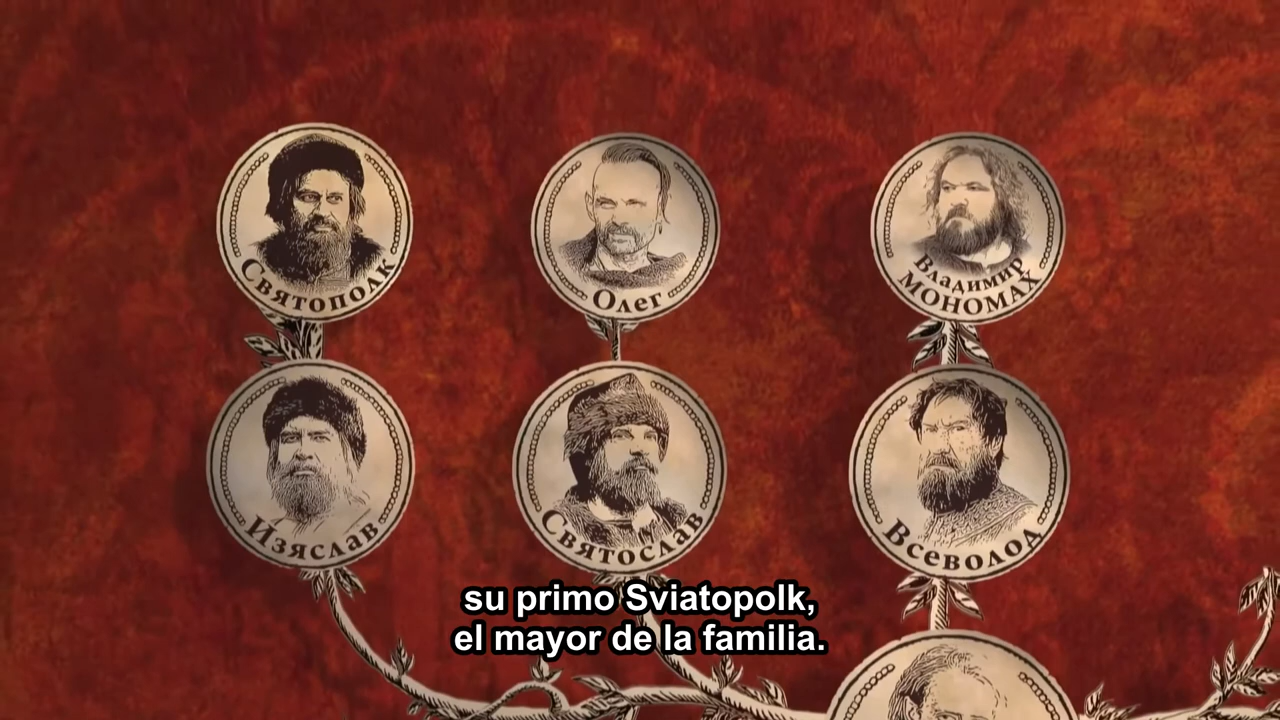 Святополк
Олег
Владимир
МОНОМАХ
Изяслав
Святослав
Всеволод
su primo Sviatopolk,
el mayor de la familia.